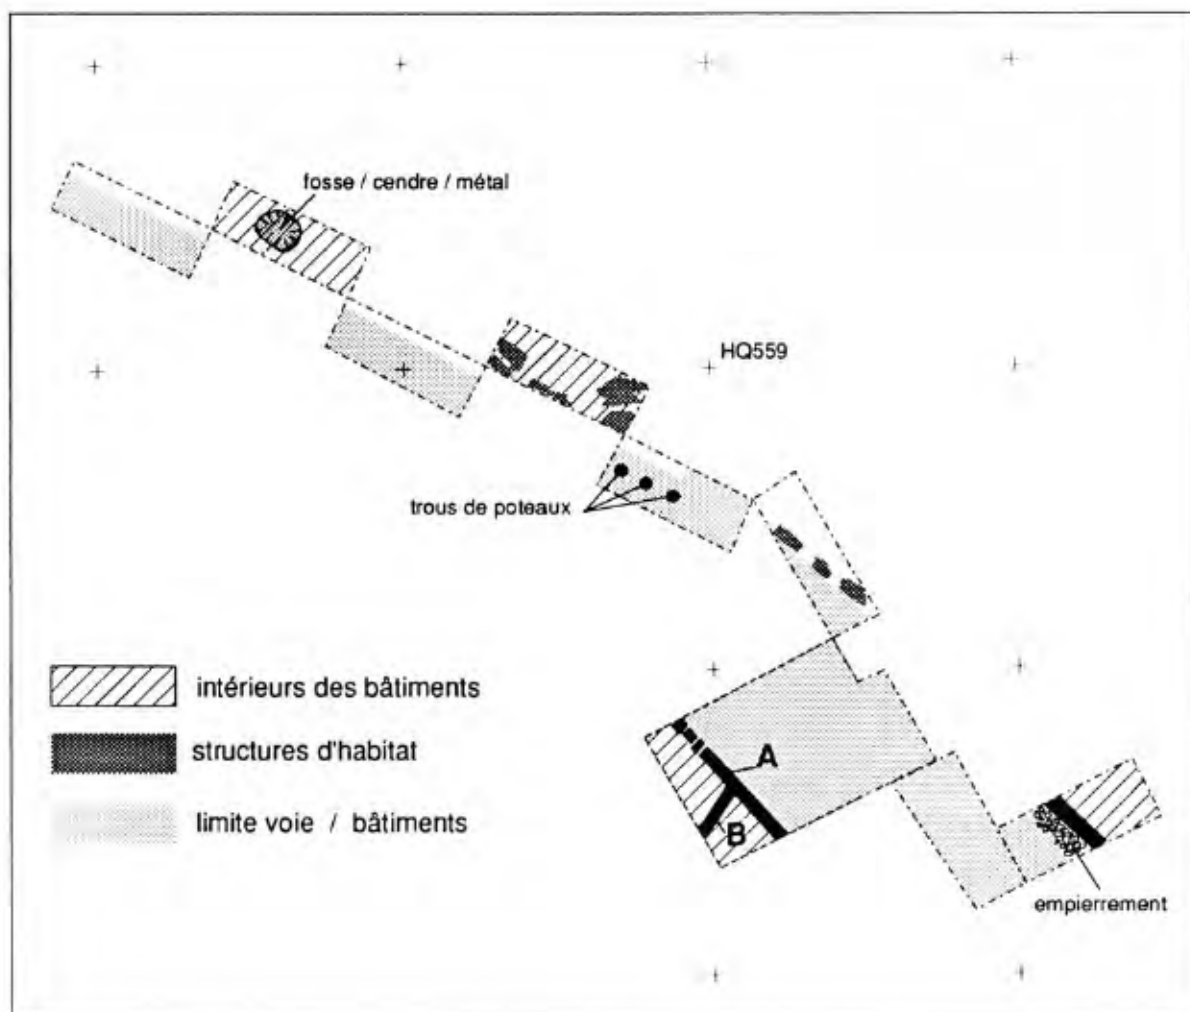 fosse / cendre / métal
HQ559
trous de poteaux
intérieurs des bâtiments
structures d'habitat
A
limite voie / bâtiments
B
empierrement